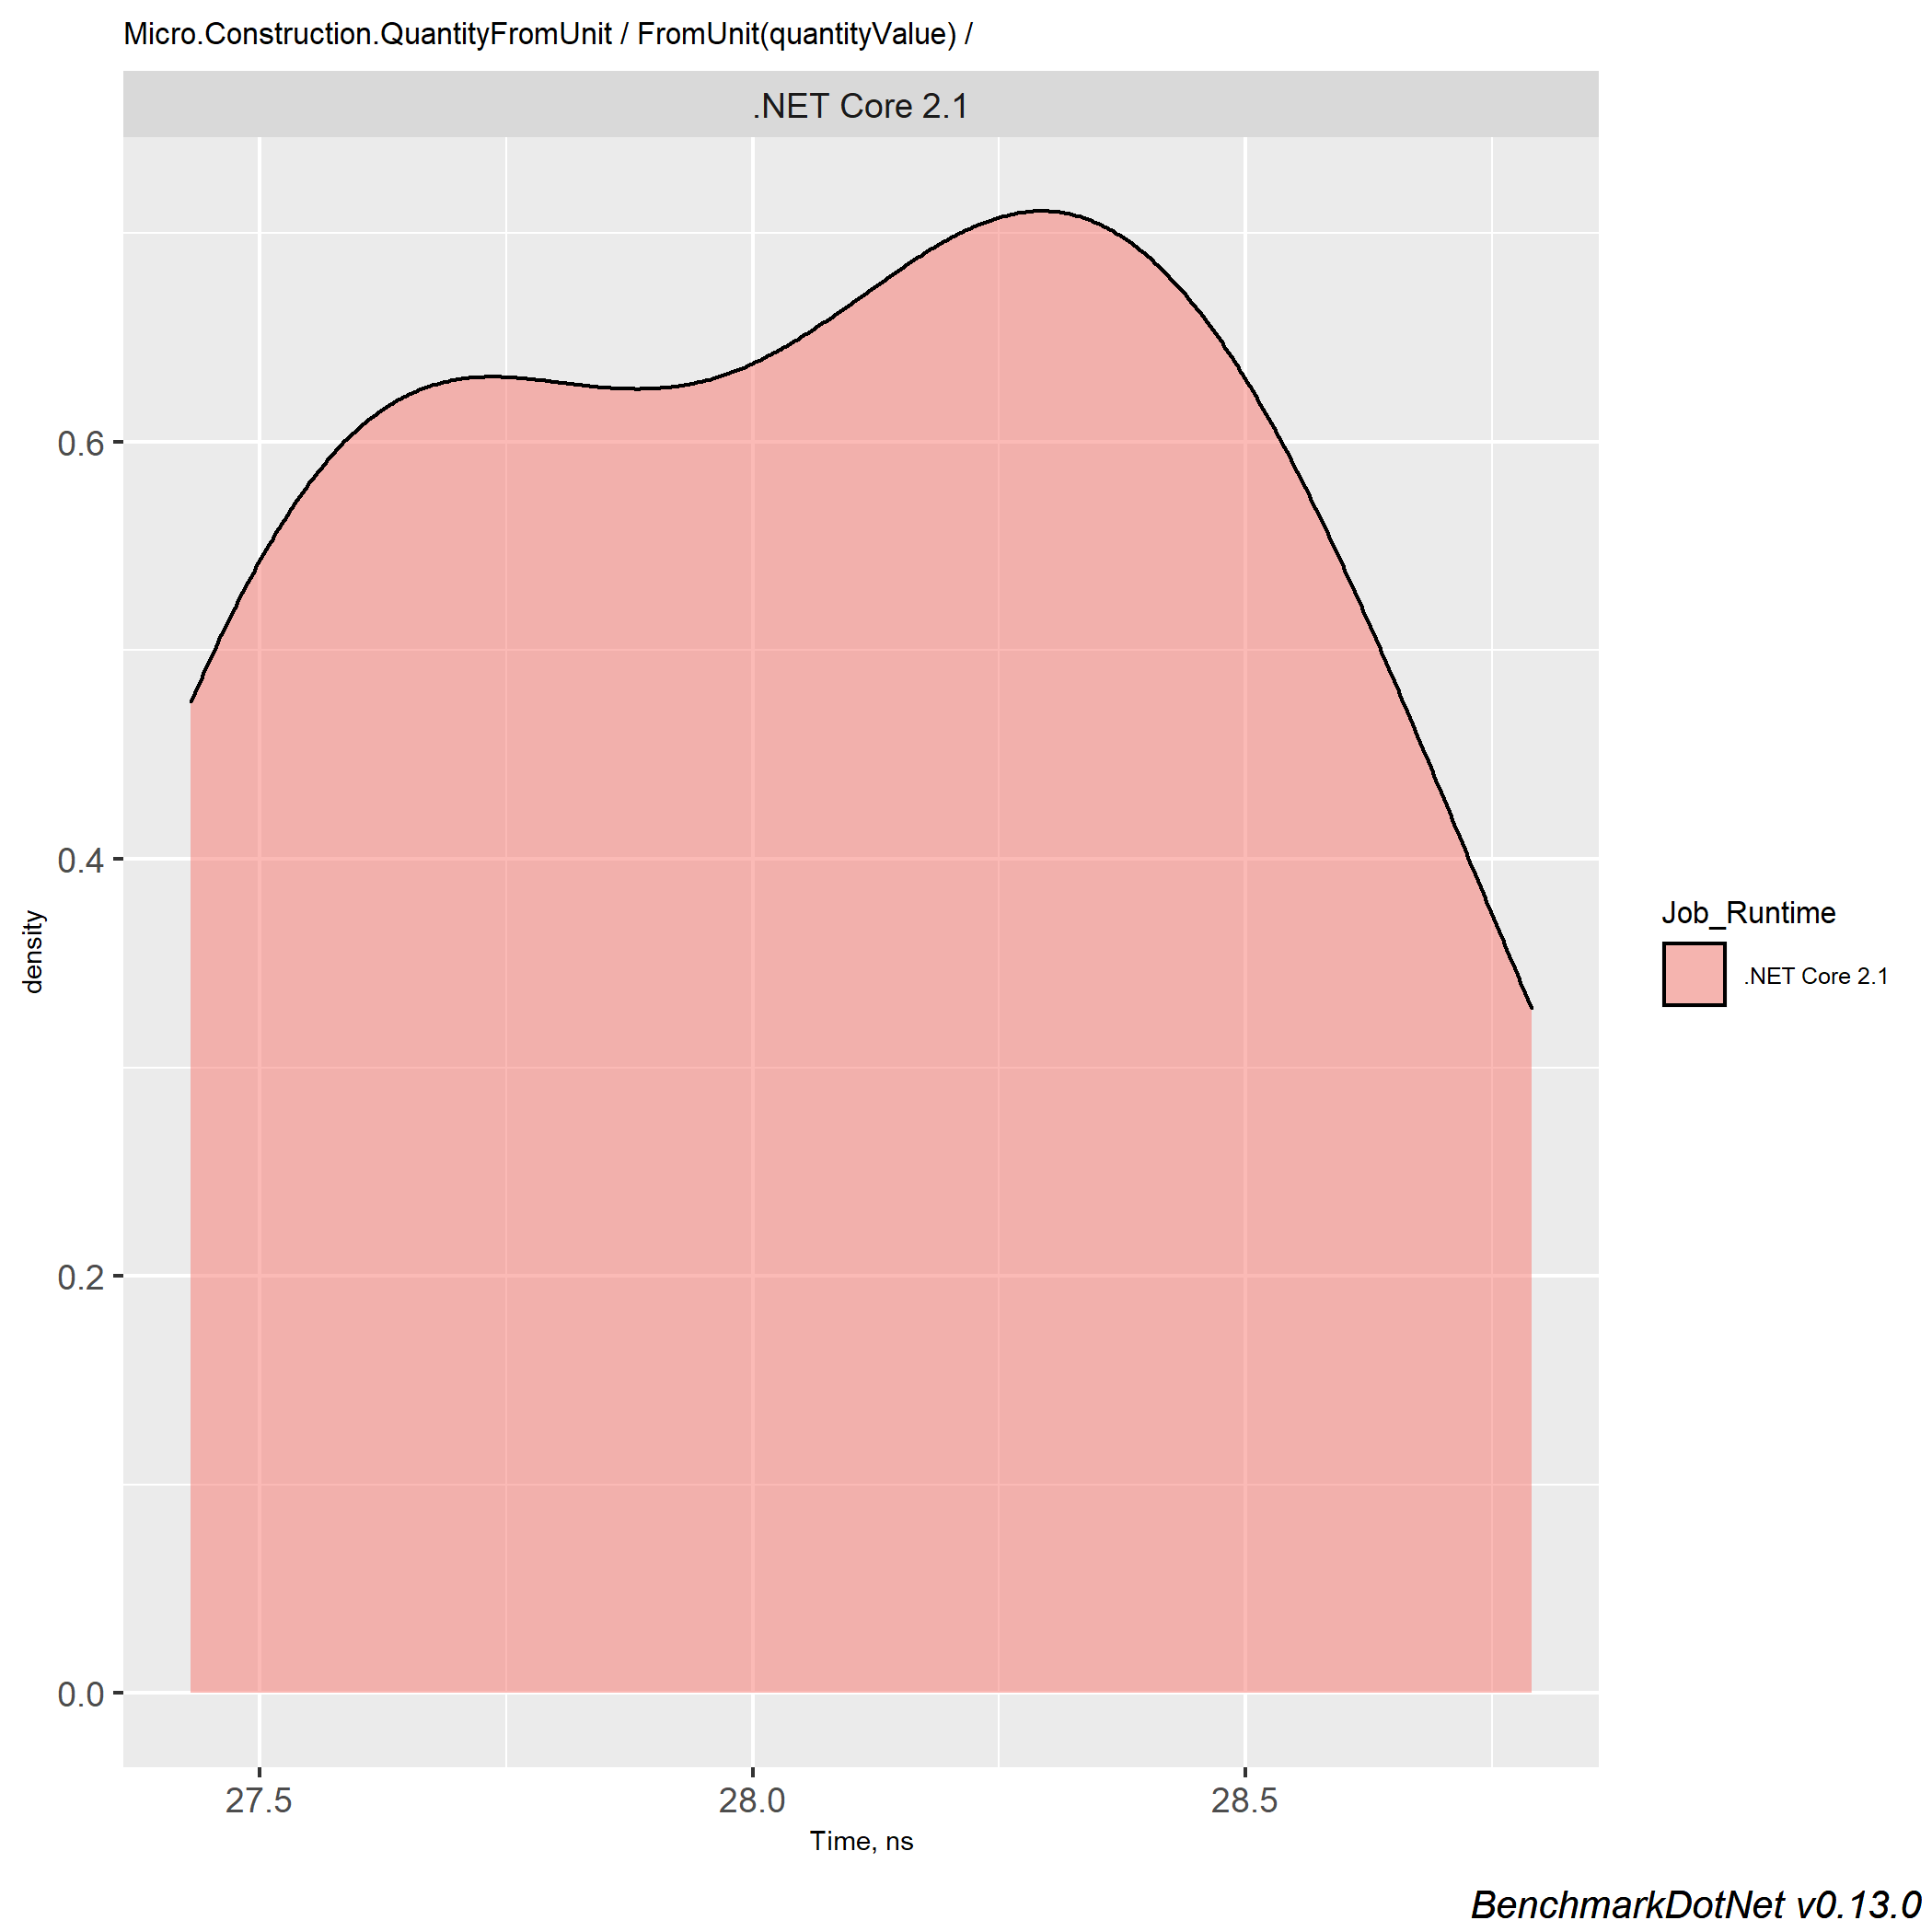 Micro.Construction.QuantityFromUnit / FromUnit(quantityValue) /
.NET Core 2.1
0.6
0.4
0.2
0.0
density
27.5 28.0 28.5
Time, ns
Job_Runtime
.NET Core 2.1
BenchmarkDotNet v0.13.0